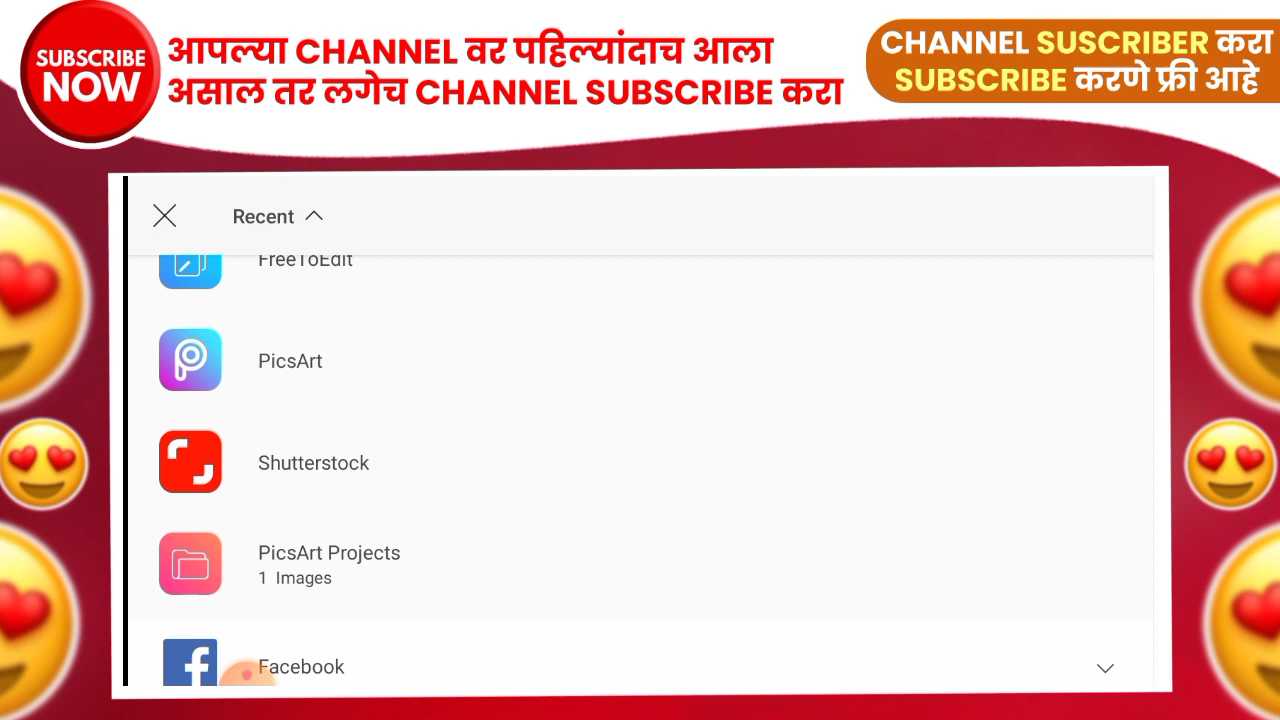 SUBSCRIBE
NOW
आपल्या CHANNEL वर पहिल्यांदाच आला
असाल तर लगेच CHANNEL SUBSCRIBE करा
CHANNEL SUSCRIBER करा
SUBSCRIBE करणे फ्री आहे
Recent
FreeToEdit
PicsArt
Shutterstock
PicsArt Projects
1 Images
Facebook